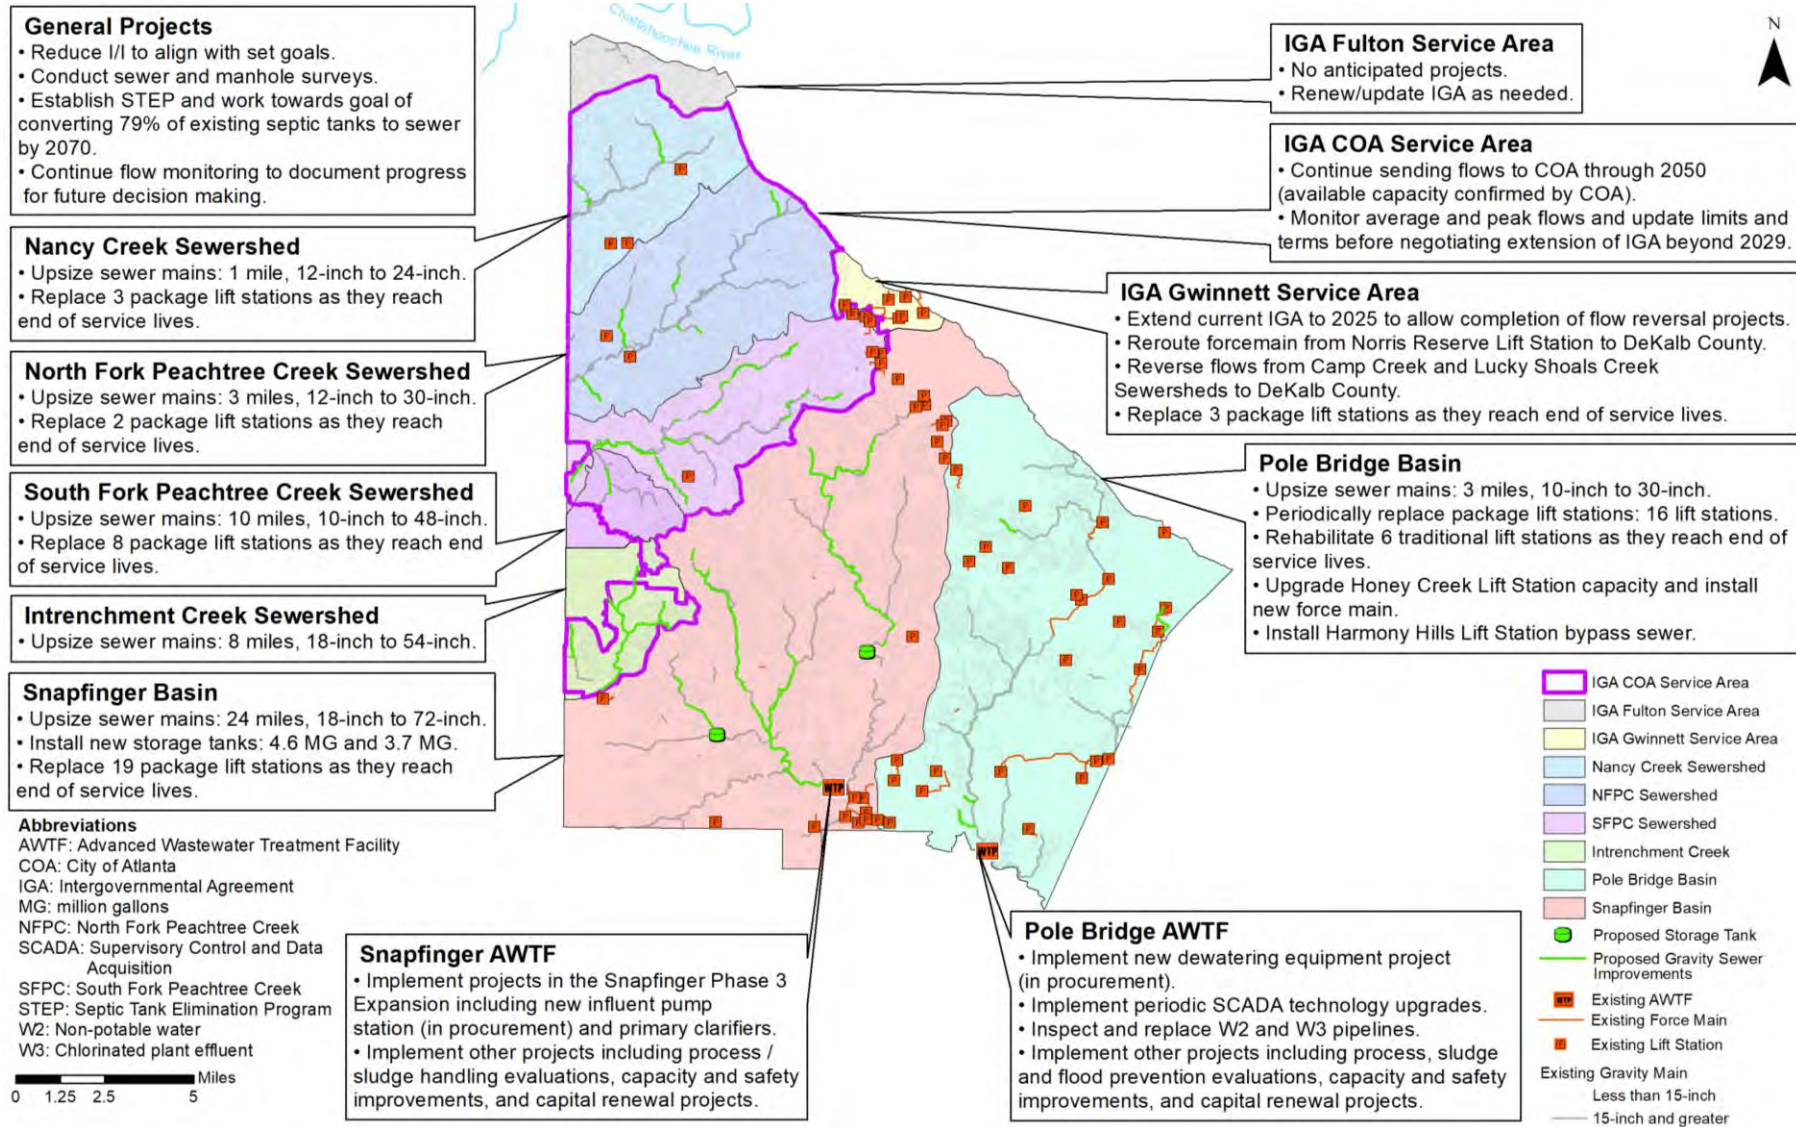 General Projects
• Reduce I/I to align with set goals.
• Conduct sewer and manhole surveys.
• Establish STEP and work towards goal of
converting 79% of existing septic tanks to sewer
by 2070.
• Continue flow monitoring to document progress
for future decision making.
Nancy Creek Sewershed
• Upsize sewer mains: 1 mile, 12-inch to 24-inch.
• Replace 3 package lift stations as they reach
end of service lives.
North Fork Peachtree Creek Sewershed
• Upsize sewer mains: 3 miles, 12-inch to 30-inch.
• Replace 2 package lift stations as they reach
end of service lives.
South Fork Peachtree Creek Sewershed
• Upsize sewer mains: 10 miles, 10-inch to 48-inch.
• Replace 8 package lift stations as they reach end
of service lives.
Intrenchment Creek Sewershed
• Upsize sewer mains: 8 miles, 18-inch to 54-inch.
Snapfinger Basin
• Upsize sewer mains: 24 miles, 18-inch to 72-inch.
• Install new storage tanks: 4.6 MG and 3.7 MG.
• Replace 19 package lift stations as they reach
end of service lives.
Abbreviations
AWTF: Advanced Wastewater Treatment Facility
COA: City of Atlanta
IGA: Intergovernmental Agreement
MG: million gallons
NFPC: North Fork Peachtree Creek
SCADA: Supervisory Control and Data
Acquisition
SFPC: South Fork Peachtree Creek
STEP: Septic Tank Elimination Program
W2: Non-potable water
W3: Chlorinated plant effluent
Miles
0 1.25 2.5 5
Chattahoochee River
WTP
WTP
Snapfinger AWTF
• Implement projects in the Snapfinger Phase 3
Expansion including new influent pump
station (in procurement) and primary clarifiers.
• Implement other projects including process /
sludge handling evaluations, capacity and safety
improvements, and capital renewal projects.
Pole Bridge AWTF
• Implement new dewatering equipment project
(in procurement).
• Implement periodic SCADA technology upgrades.
• Inspect and replace W2 and W3 pipelines.
• Implement other projects including process, sludge
and flood prevention evaluations, capacity and safety
improvements, and capital renewal projects.
N
IGA Fulton Service Area
• No anticipated projects.
• Renew/update IGA as needed.
IGA COA Service Area
• Continue sending flows to COA through 2050
(available capacity confirmed by COA).
• Monitor average and peak flows and update limits and
terms before negotiating extension of IGA beyond 2029.
IGA Gwinnett Service Area
• Extend current IGA to 2025 to allow completion of flow reversal projects.
• Reroute forcemain from Norris Reserve Lift Station to DeKalb County.
• Reverse flows from Camp Creek and Lucky Shoals Creek
Sewersheds to DeKalb County.
• Replace 3 package lift stations as they reach end of service lives.
Pole Bridge Basin
• Upsize sewer mains: 3 miles, 10-inch to 30-inch.
• Periodically replace package lift stations: 16 lift stations.
• Rehabilitate 6 traditional lift stations as they reach end of
service lives.
• Upgrade Honey Creek Lift Station capacity and install
new force main.
• Install Harmony Hills Lift Station bypass sewer.
IGA COA Service Area
IGA Fulton Service Area
IGA Gwinnett Service Area
Nancy Creek Sewershed
NFPC Sewershed
SFPC Sewershed
Intrenchment Creek
Pole Bridge Basin
Snapfinger Basin
Proposed Storage Tank
Proposed Gravity Sewer
Improvements
WTP Existing AWTF
Existing Force Main
Existing Lift Station
Existing Gravity Main
Less than 15-inch
15-inch and greater